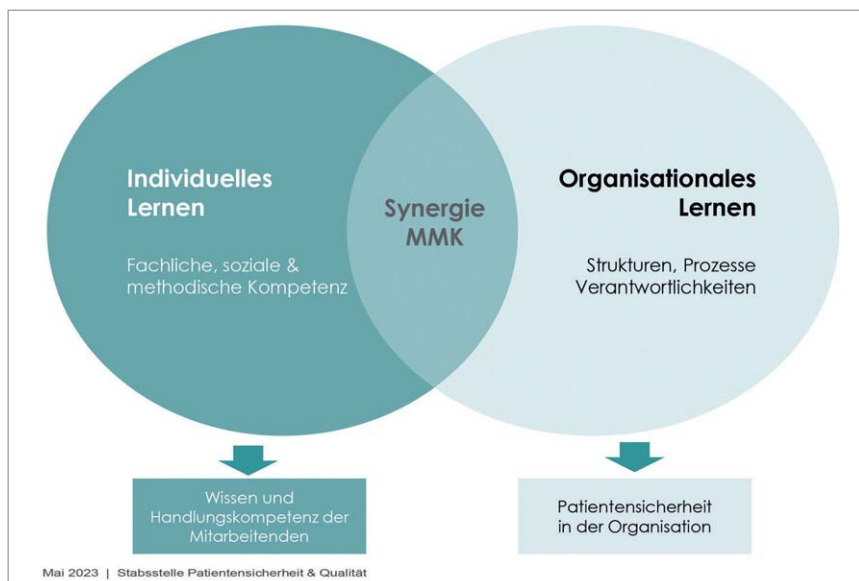 Individuelles
Lernen
Fachliche, soziale &
methodische Kompetenz
Synergie
MMK
Organisationales
Lernen
Strukturen, Prozesse
Verantwortlichkeiten
Wissen und
Handlungskompetenz der
Mitarbeitenden
Patientensicherheit
in der Organisation
Mai 2023 | Stabsstelle Patientensicherheit & Qualität